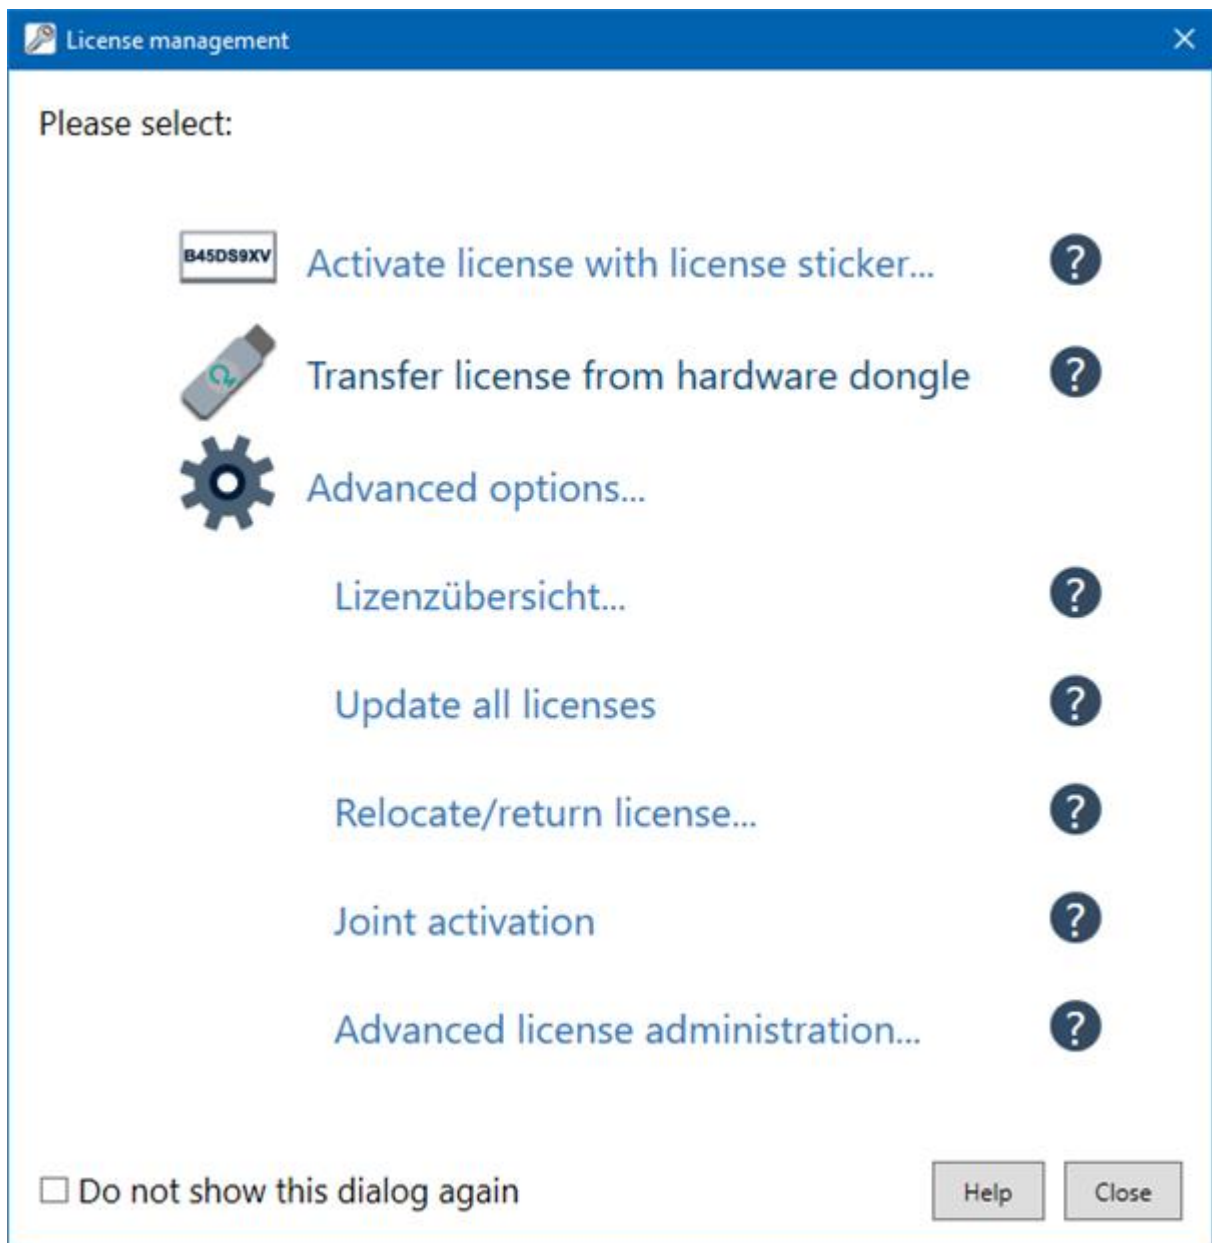 License management
Please select:
B45DS9XV
Activate license with license sticker...
?
Transfer license from hardware dongle
?
Advanced options...
Lizenzübersicht...
?
Update all licenses
?
Relocate/return license...
?
Joint activation
?
Advanced license administration...
?
Do not show this dialog again
Help
Close